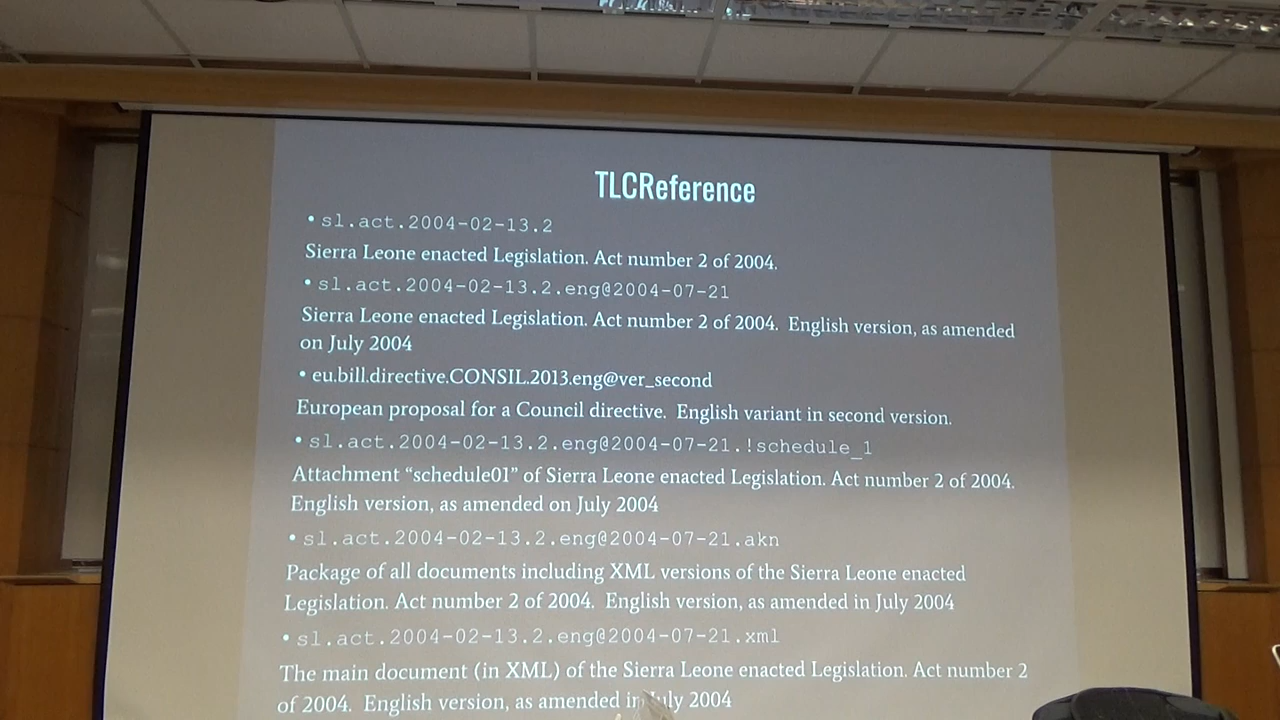 TLCReference
• sl.act.2004-02-13.2
Sierra Leone enacted Legislation. Act number 2 of 2004.
• sl.act.2004-02-13.2.eng@2004-07-21
Sierra Leone enacted Legislation. Act number 2 of 2004. English version, as amended
on July 2004
• eu.bill.directive.CONSIL.2013.eng@ver_second
European proposal for a Council directive. English variant in second version.
• sl.act.2004-02-13.2.eng@2004-07-21.!schedule_1
Attachment “schedule01” of Sierra Leone enacted Legislation. Act number 2 of 2004.
English version, as amended on July 2004
• sl.act.2004-02-13.2.eng@2004-07-21.akn
Package of all documents including XML versions of the Sierra Leone enacted
Legislation. Act number 2 of 2004. English version, as amended in July 2004
• sl.act.2004-02-13.2.eng@2004-07-21.xml
The main document (in XML) of the Sierra Leone enacted Legislation. Act number 2
of 2004. English version, as amended in July 2004